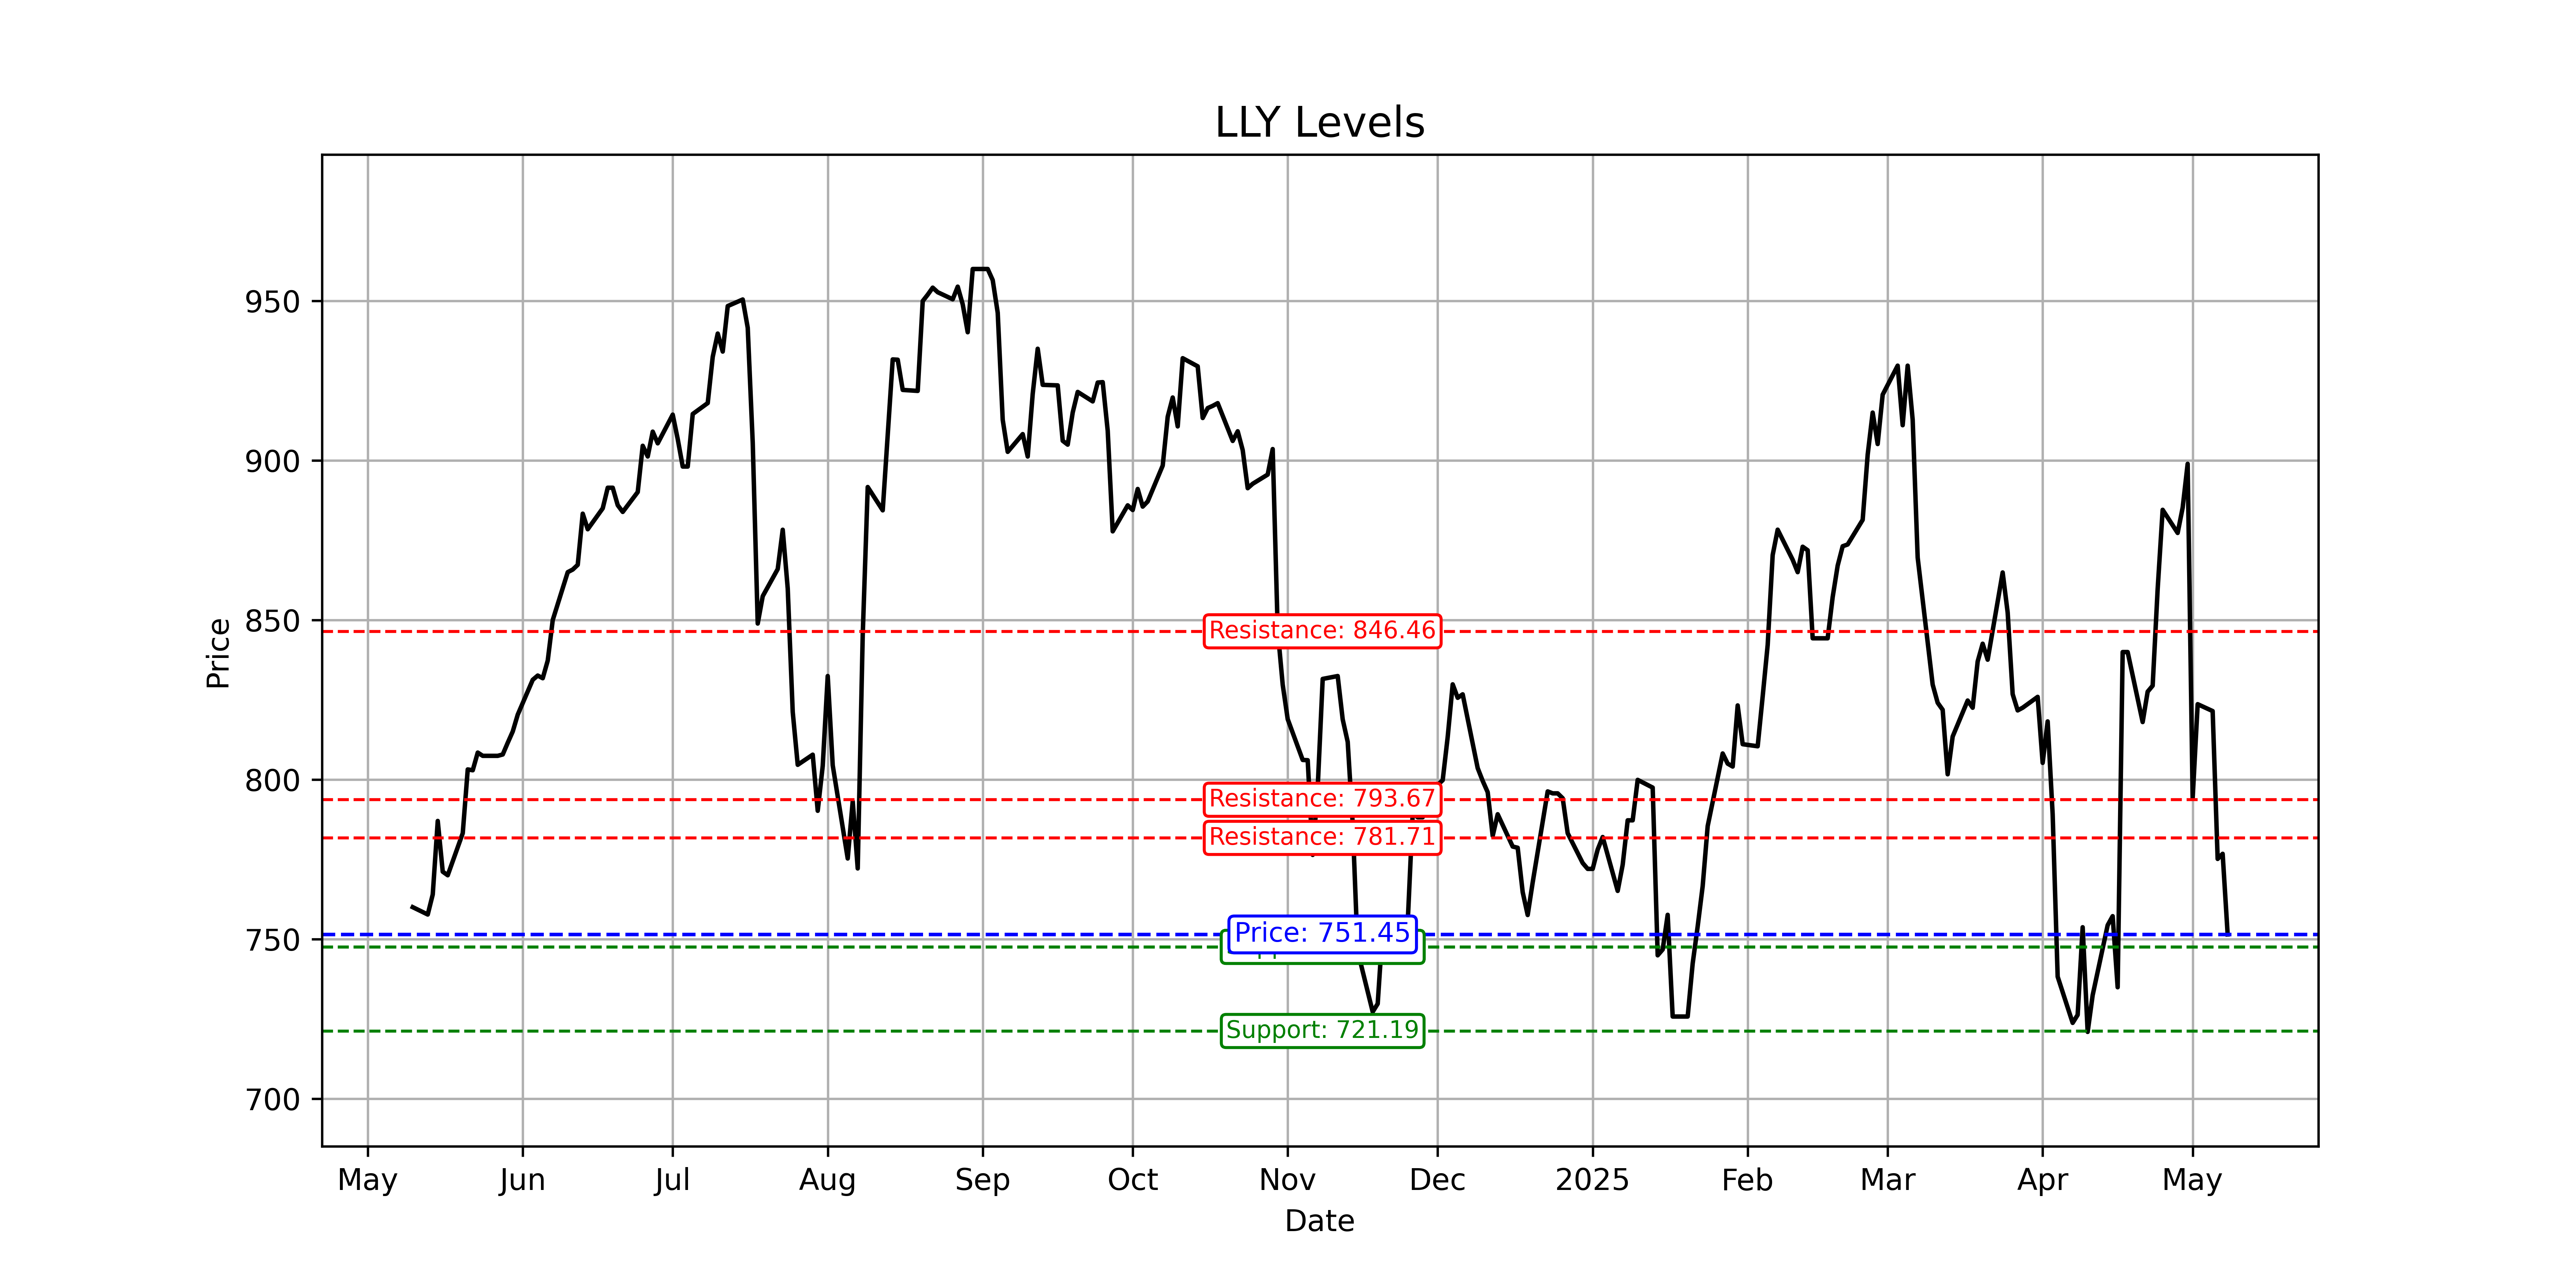 LLY Levels
Price
950
900
850
800
750
700
Resistance: 846.46
Resistance: 793.67
Resistance: 781.71
Price: 751.45
Support: 721.19
May Jun Jul Aug Sep Oct Nov Dec 2025 Feb Mar Apr May
Date